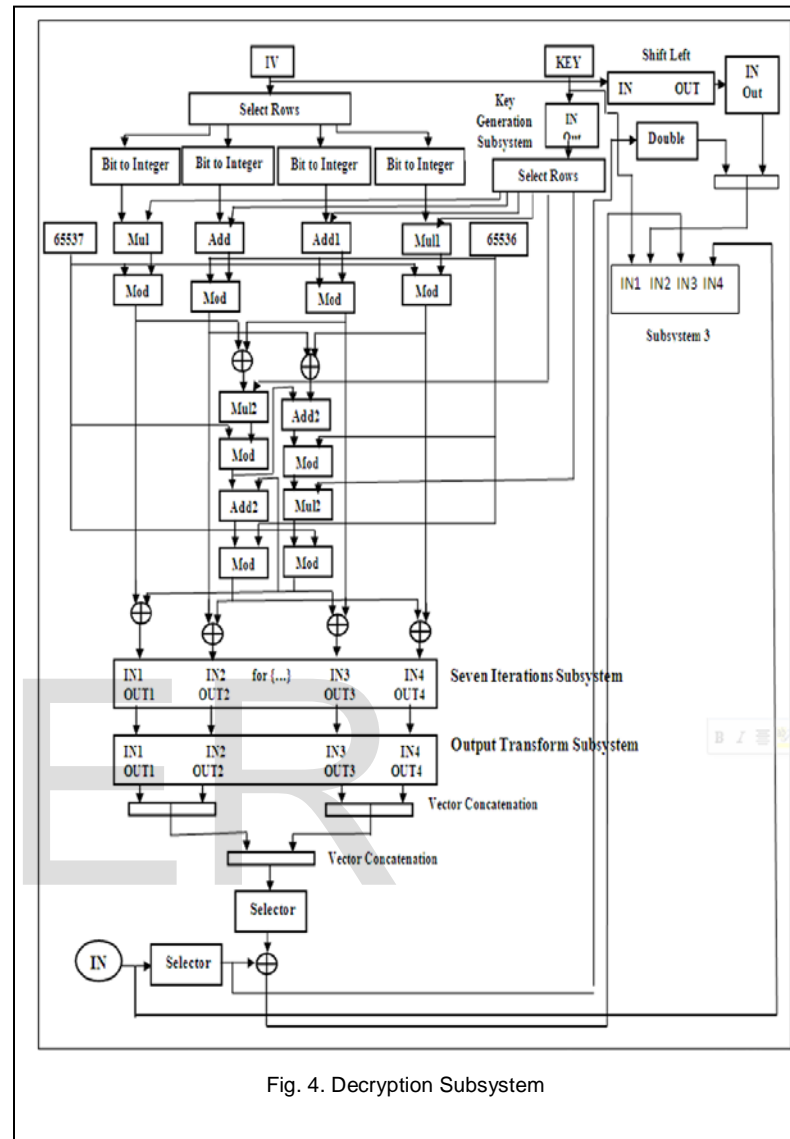 IV
KEY
Shift Left
IN OUT
IN
Out
Select Rows
Key
Generation
Subsystem
IN
Out
Double
Bit to Integer
Bit to Integer
Bit to Integer
Bit to Integer
Select Rows
65537
Mul
Add
Add1
Mul1
65536
Mod
Mod
Mod
Mod
IN1 IN2 IN3 IN4
Subsystem 3
Mul2
Add2
Mod
Mod
Add2
Mul2
Mod
Mod
IN1 IN2 for {...} IN3 IN4
OUT1 OUT2 OUT3 OUT4
Seven Iterations Subsystem
IN1 IN2 IN3 IN4
OUT1 OUT2 OUT3 OUT4
Output Transform Subsystem
B I
Vector Concatenation
Vector Concatenation
Selector
IN
Selector
ER
Fig. 4. Decryption Subsystem